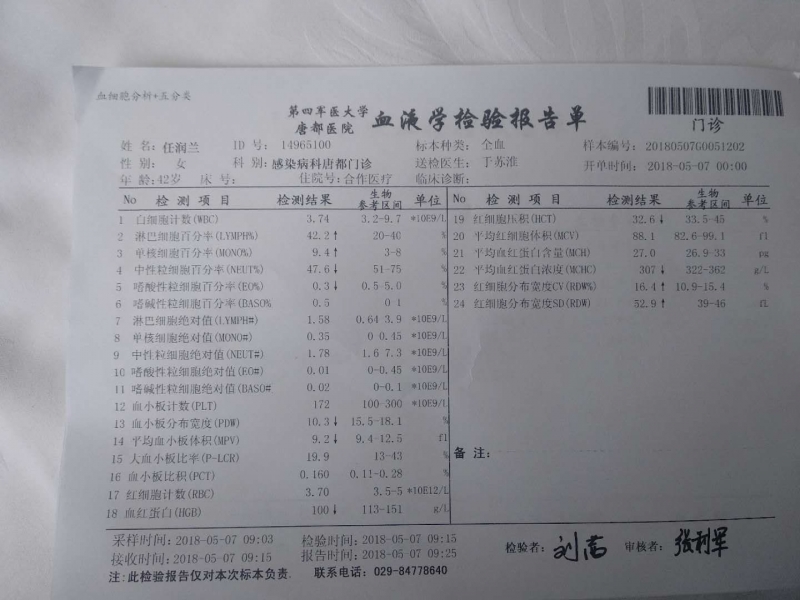 血细胞分析+五分类
第四军医大学
唐都医院
血液学检验报告单
门诊
姓 名: 任润兰 ID 号: 14965100 标本种类: 全血 样本编号: 20180507G0051202
性 别: 女 科 别: 感染病科唐都门诊 送检医生: 于苏淮 开单时间: 2018-05-07 00:00
年 龄: 42岁 床 号: 住院号: 合作医疗 临床诊断:
No 检 测 项 目 检测结果 生物参考区间 单位
1 白细胞计数(WBC) 3.74 3.2-9.7 *10E9/L
2 淋巴细胞百分率(LYMPH%) 42.2↑ 20-40 %
3 单核细胞百分率(MONO%) 9.4↑ 3-8 %
4 中性粒细胞百分率(NEUT%) 47.6↓ 51-75 %
5 嗜酸性粒细胞百分率(EO%) 0.3↓ 0.5-5.0 %
6 嗜碱性粒细胞百分率(BASO% 0.5 0 1 %
7 淋巴细胞绝对值(LYMPH#) 1.58 0.64 3.9 *10E9/L
8 单核细胞绝对值(MONO#) 0.35 0 0.45 *10E9/L
9 中性粒细胞绝对值(NEUT#) 1.78 1.6 7.3 *10E9/L
10 嗜酸性粒细胞绝对值(EO#) 0.01 0-0.45 *10E9/L
11 嗜碱性粒细胞绝对值(BASO# 0.02 0-0.1 *10E9/L
12 血小板计数(PLT) 172 100-300 *10E9/L
13 血小板分布宽度(PDW) 10.3↓ 15.5-18.1 %
14 平均血小板体积(MPV) 9.2↓ 9.4-12.5 fl
15 大血小板比率(P-LCR) 19.9 13-43 %
16 血小板比积(PCT) 0.160 0.11-0.28 %
17 红细胞计数(RBC) 3.70 3.5-5 *10E12/L
18 血红蛋白(HGB) 100↓ 113-151 g/L
No 检 测 项 目 检测结果 生物参考区间 单位
19 红细胞压积(HCT) 32.6↓ 33.5-45 %
20 平均红细胞体积(MCV) 88.1 82.6-99.1 fl
21 平均血红蛋白含量(MCH) 27.0 26.9-33 pg
22 平均血红蛋白浓度(MCHC) 307↓ 322-362 g/L
23 红细胞分布宽度CV(RDW%) 16.4↑ 10.9-15.4 %
24 红细胞分布宽度SD(RDW) 52.9↑ 39-46 fL
备 注:
采样时间: 2018-05-07 09:03 检验时间: 2018-05-07 09:15
接收时间: 2018-05-07 09:15 报告时间: 2018-05-07 09:25
检验者: 刘高 审核者: 张利军
注:此检验报告仅对本次标本负责. 联系电话: 029-84778640